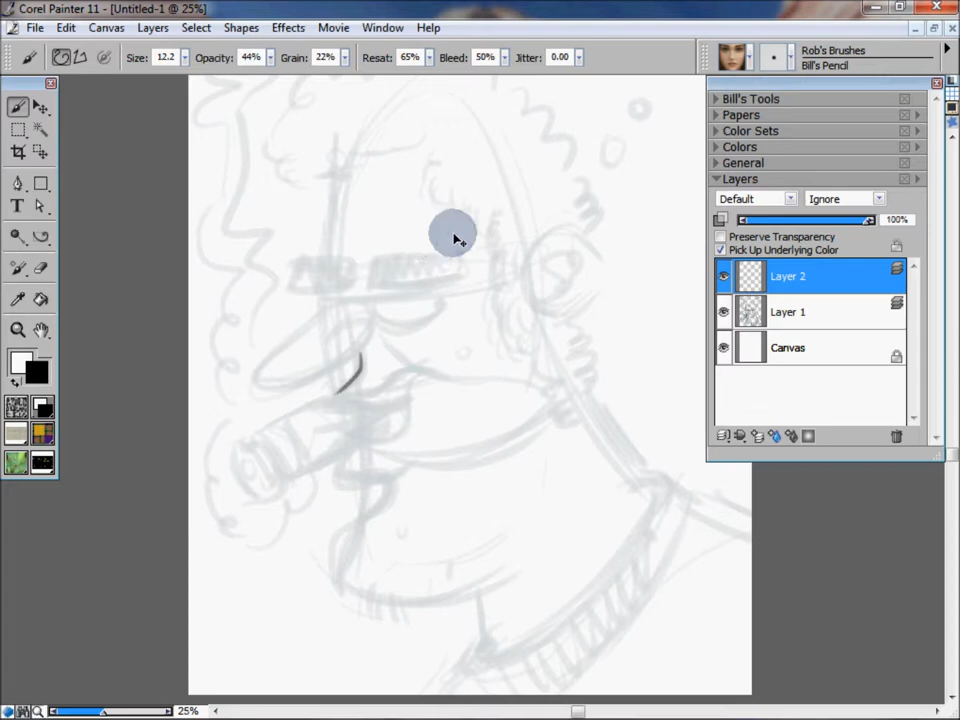 Corel Painter 11 - [Untitled-1 @ 25%]
File Edit Canvas Layers Select Shapes Effects Movie Window Help
Size: 12.2 Opacity: 44% Grain: 22% Resat: 65% Bleed: 50% Jitter: 0.00
Rob's Brushes
Bill's Pencil
Bill's Tools
Papers
Color Sets
Colors
General
Layers
Default Ignore
100%
Preserve Transparency
Pick Up Underlying Color
Layer 2
Layer 1
Canvas
T
25%